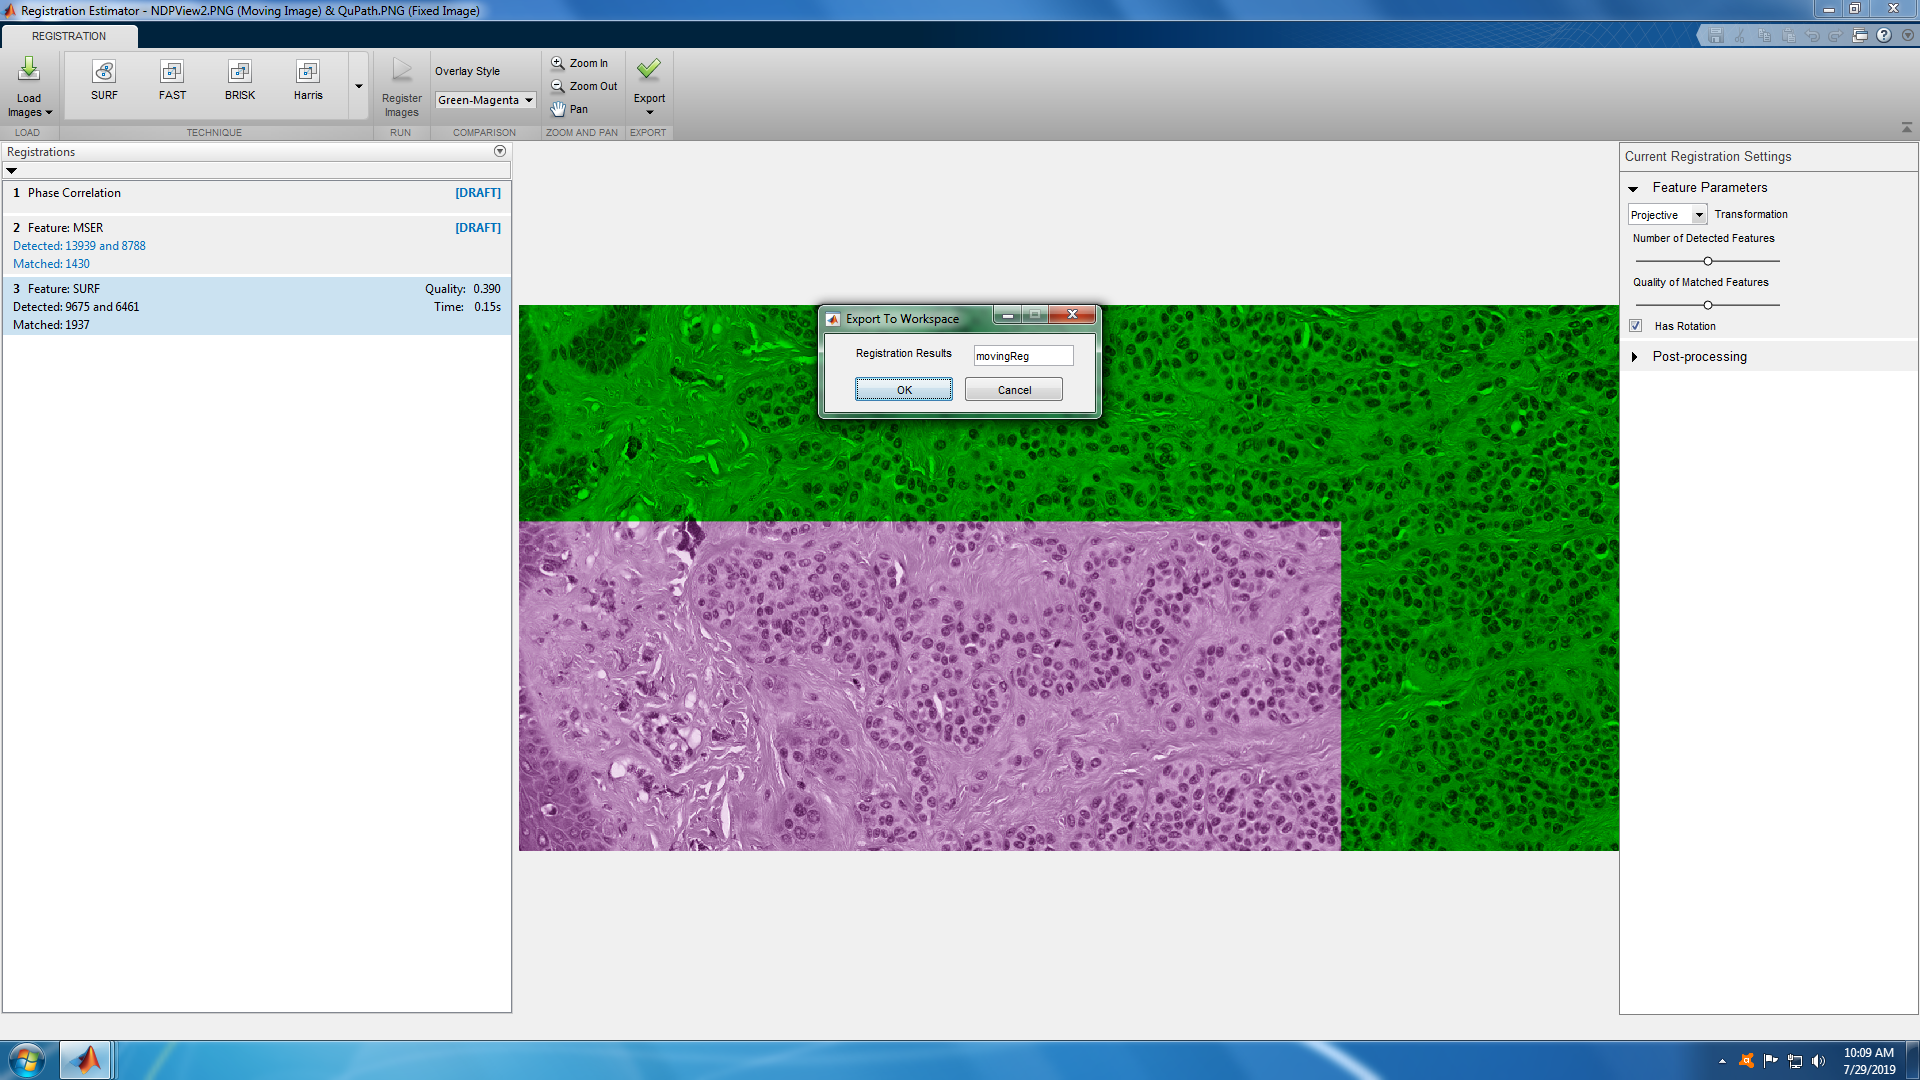 Registration Estimator - NDPView2.PNG (Moving Image) & QuPath.PNG (Fixed Image)
REGISTRATION
Load Images
SURF
FAST
BRISK
Harris
Register Images
Overlay Style
Green-Magenta
Zoom In
Zoom Out
Pan
Export
LOAD
TECHNIQUE
RUN
COMPARISON
ZOOM AND PAN
EXPORT
Registrations
1 Phase Correlation [DRAFT]
2 Feature: MSER [DRAFT]
Detected: 13939 and 8788
Matched: 1430
3 Feature: SURF Quality: 0.390
Detected: 9675 and 6461 Time: 0.15s
Matched: 1937
Export To Workspace
Registration Results movingReg
OK Cancel
Current Registration Settings
Feature Parameters
Projective Transformation
Number of Detected Features
Quality of Matched Features
Has Rotation
Post-processing
10:09 AM
7/29/2019